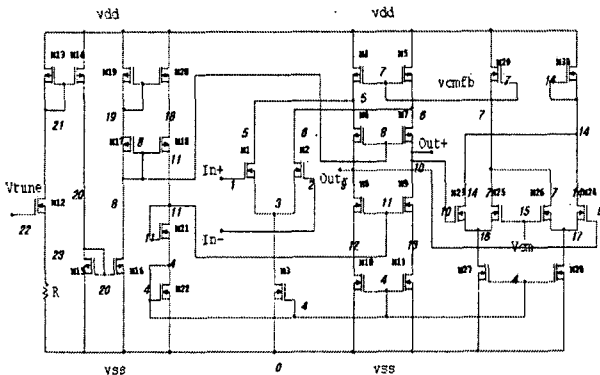 vdd vdd
M13 M14 M19 M20 M4 M5 M29 M30
7 vcmfb 7 14
21 19 18 5 6 7
M17 8 M18 5 6 M6 8 M7 14
11 M1 M2 Out+
Vtune In+ 1 2 Out 9 10
M12 20 M8 M9 10 M23 14 M25 7 M26 M24
22 8 11 M21 3 11 15
In- 12 13 16 Vcm 17
23 4 M10 M11 M27 M28
M15 M16 M3 4 4
20 4 M22 4
R
vss 0 vss